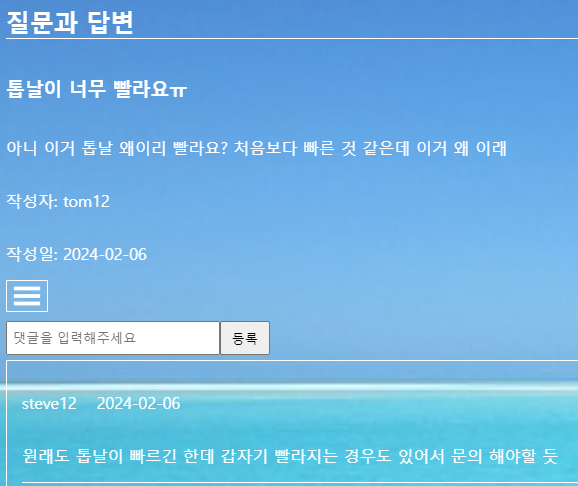 질문과 답변
톱날이 너무 빨라요ㅠ
아니 이거 톱날 왜이리 빨라요? 처음보다 빠른 것 같은데 이거 왜 이래
작성자: tom12
작성일: 2024-02-06
댓글을 입력해주세요 등록
steve12 2024-02-06
원래도 톱날이 빠르긴 한데 갑자기 빨라지는 경우도 있어서 문의 해야할 듯